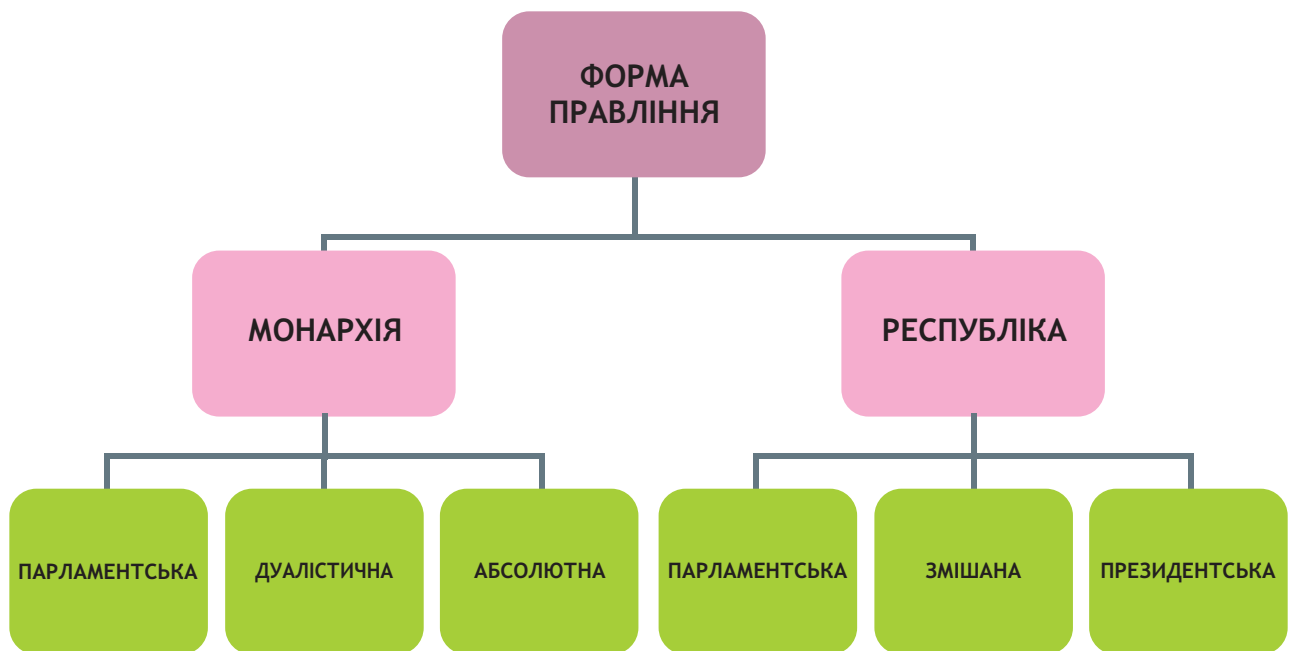 ФОРМА
ПРАВЛІННЯ
МОНАРХІЯ
РЕСПУБЛІКА
ПАРЛАМЕНТСЬКА
ДУАЛІСТИЧНА
АБСОЛЮТНА
ПАРЛАМЕНТСЬКА
ЗМІШАНА
ПРЕЗИДЕНТСЬКА